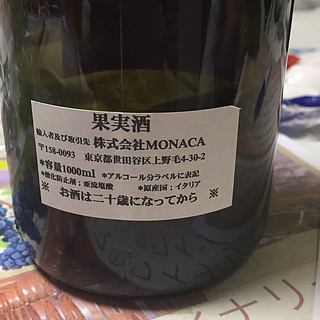 果実酒
輸入者及び取引先 株式会社MONACA
〒158-0093 東京都世田谷区上野毛4-30-2
*容量1000ml *アルコール分ラベルに表記
*酸化防止剤：亜硫酸塩 *原産国：イタリア
※ お酒は二十歳になってから ※